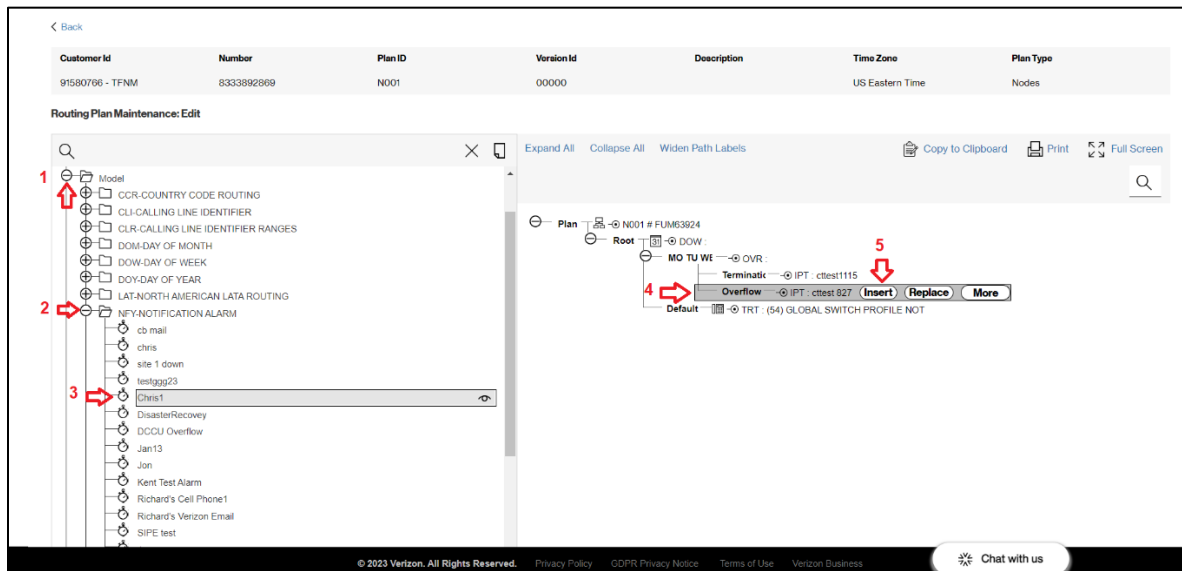 Back
Customer Id Number Plan ID Version Id Description Time Zone Plan Type
91580766 - TFNM 8333892869 N001 00000 US Eastern Time Nodes
Routing Plan Maintenance: Edit
Expand All Collapse All Widen Path Labels Copy to Clipboard Print Full Screen
1 Model
CCR-COUNTRY CODE ROUTING
CLI-CALLING LINE IDENTIFIER
CLR-CALLING LINE IDENTIFIER RANGES
DOM-DAY OF MONTH
DOW-DAY OF WEEK
DOY-DAY OF YEAR
LAT-NORTH AMERICAN LATA ROUTING
2 NFY-NOTIFICATION ALARM
cb mail
chris
site 1 down
testggg23
3 Chris1
DisasterRecovey
DCCU Overflow
Jan13
Jon
Kent Test Alarm
Richard's Cell Phone1
Richard's Verizon Email
SIPE test
Plan N001 # FUM63924
Root 31 DOW :
MO TU WE OVR : 5
Terminatic IPT : cttest1115
4 Overflow IPT : cttest 827 Insert Replace More
Default TRT : (54) GLOBAL SWITCH PROFILE NOT
© 2023 Verizon. All Rights Reserved. Privacy Policy GDPR Privacy Notice Terms of Use Verizon Business
Chat with us